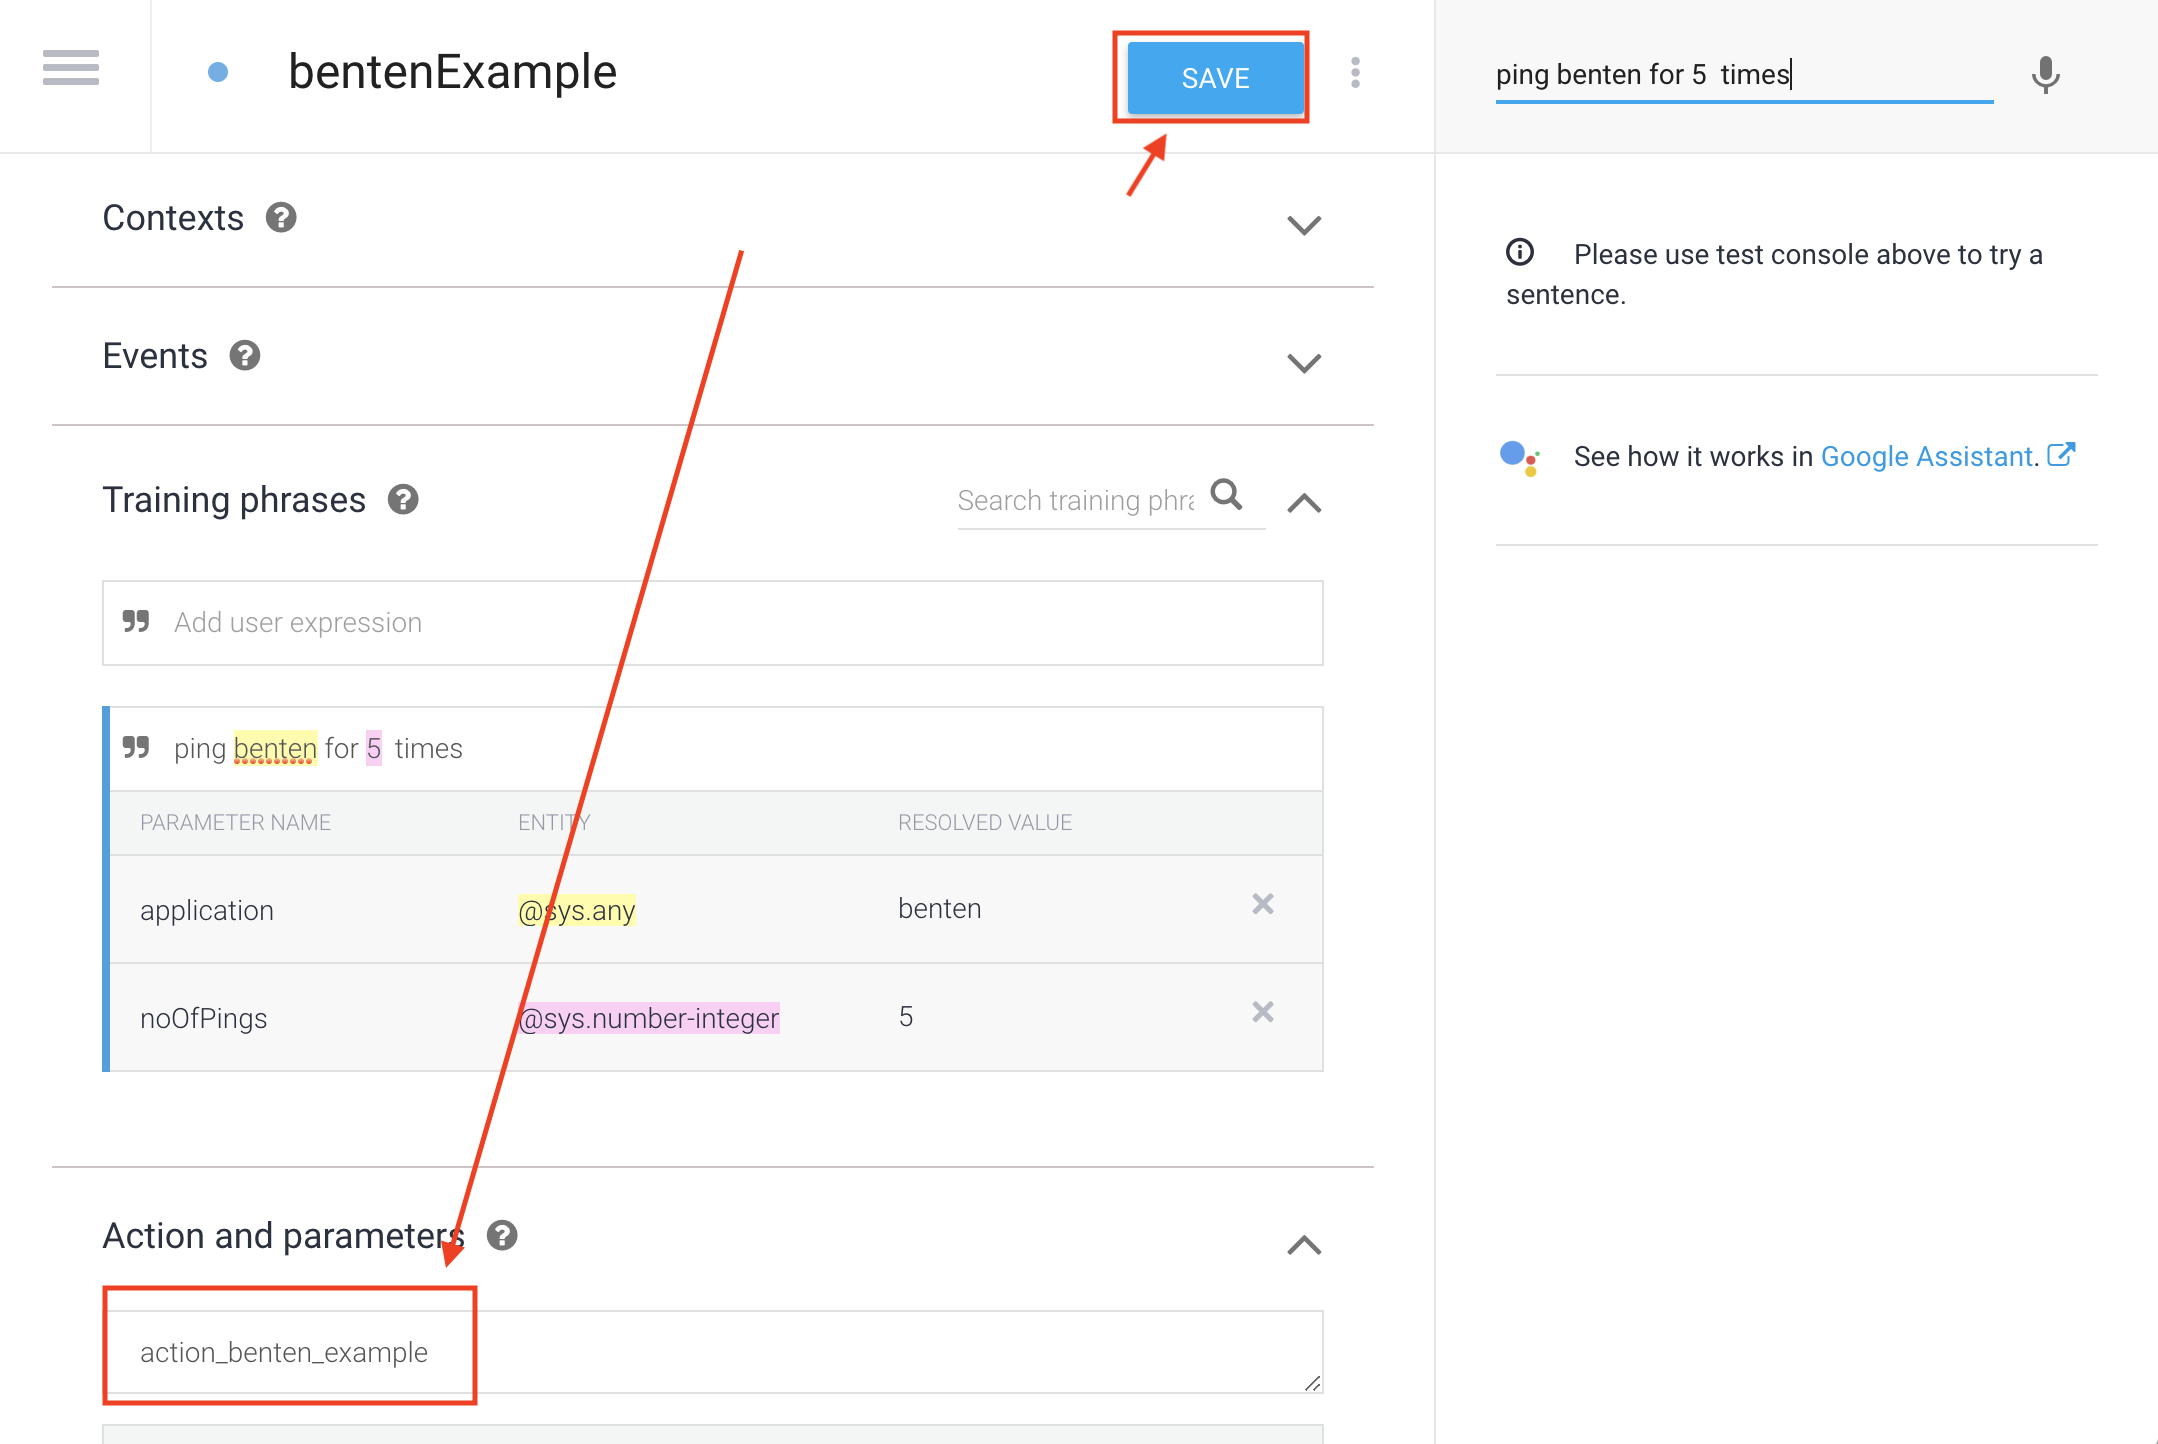 bentenExample
SAVE
ping benten for 5  times
Contexts
Please use test console above to try a
sentence.
Events
See how it works in Google Assistant.
Training phrases
Search training phra
Add user expression
ping benten for 5  times
PARAMETER NAME ENTITY RESOLVED VALUE
application @sys.any benten
noOfPings @sys.number-integer 5
Action and parameters
action_benten_example